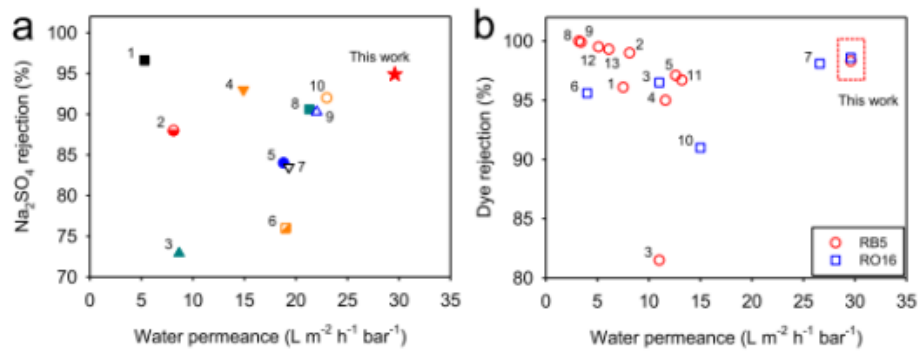 a
Na2SO4 rejection (%)
100
95
90
85
80
75
70
0 5 10 15 20 25 30 35
Water permeance (L m-2 h-1 bar-1)
1
2
3
4
5
6
7
8
9
10
This work
b
Dye rejection (%)
100
95
90
85
80
0 5 10 15 20 25 30 35
Water permeance (L m-2 h-1 bar-1)
8 9
12
13
2
1
5
11
3
4
6
10
3
7
This work
RB5
RO16